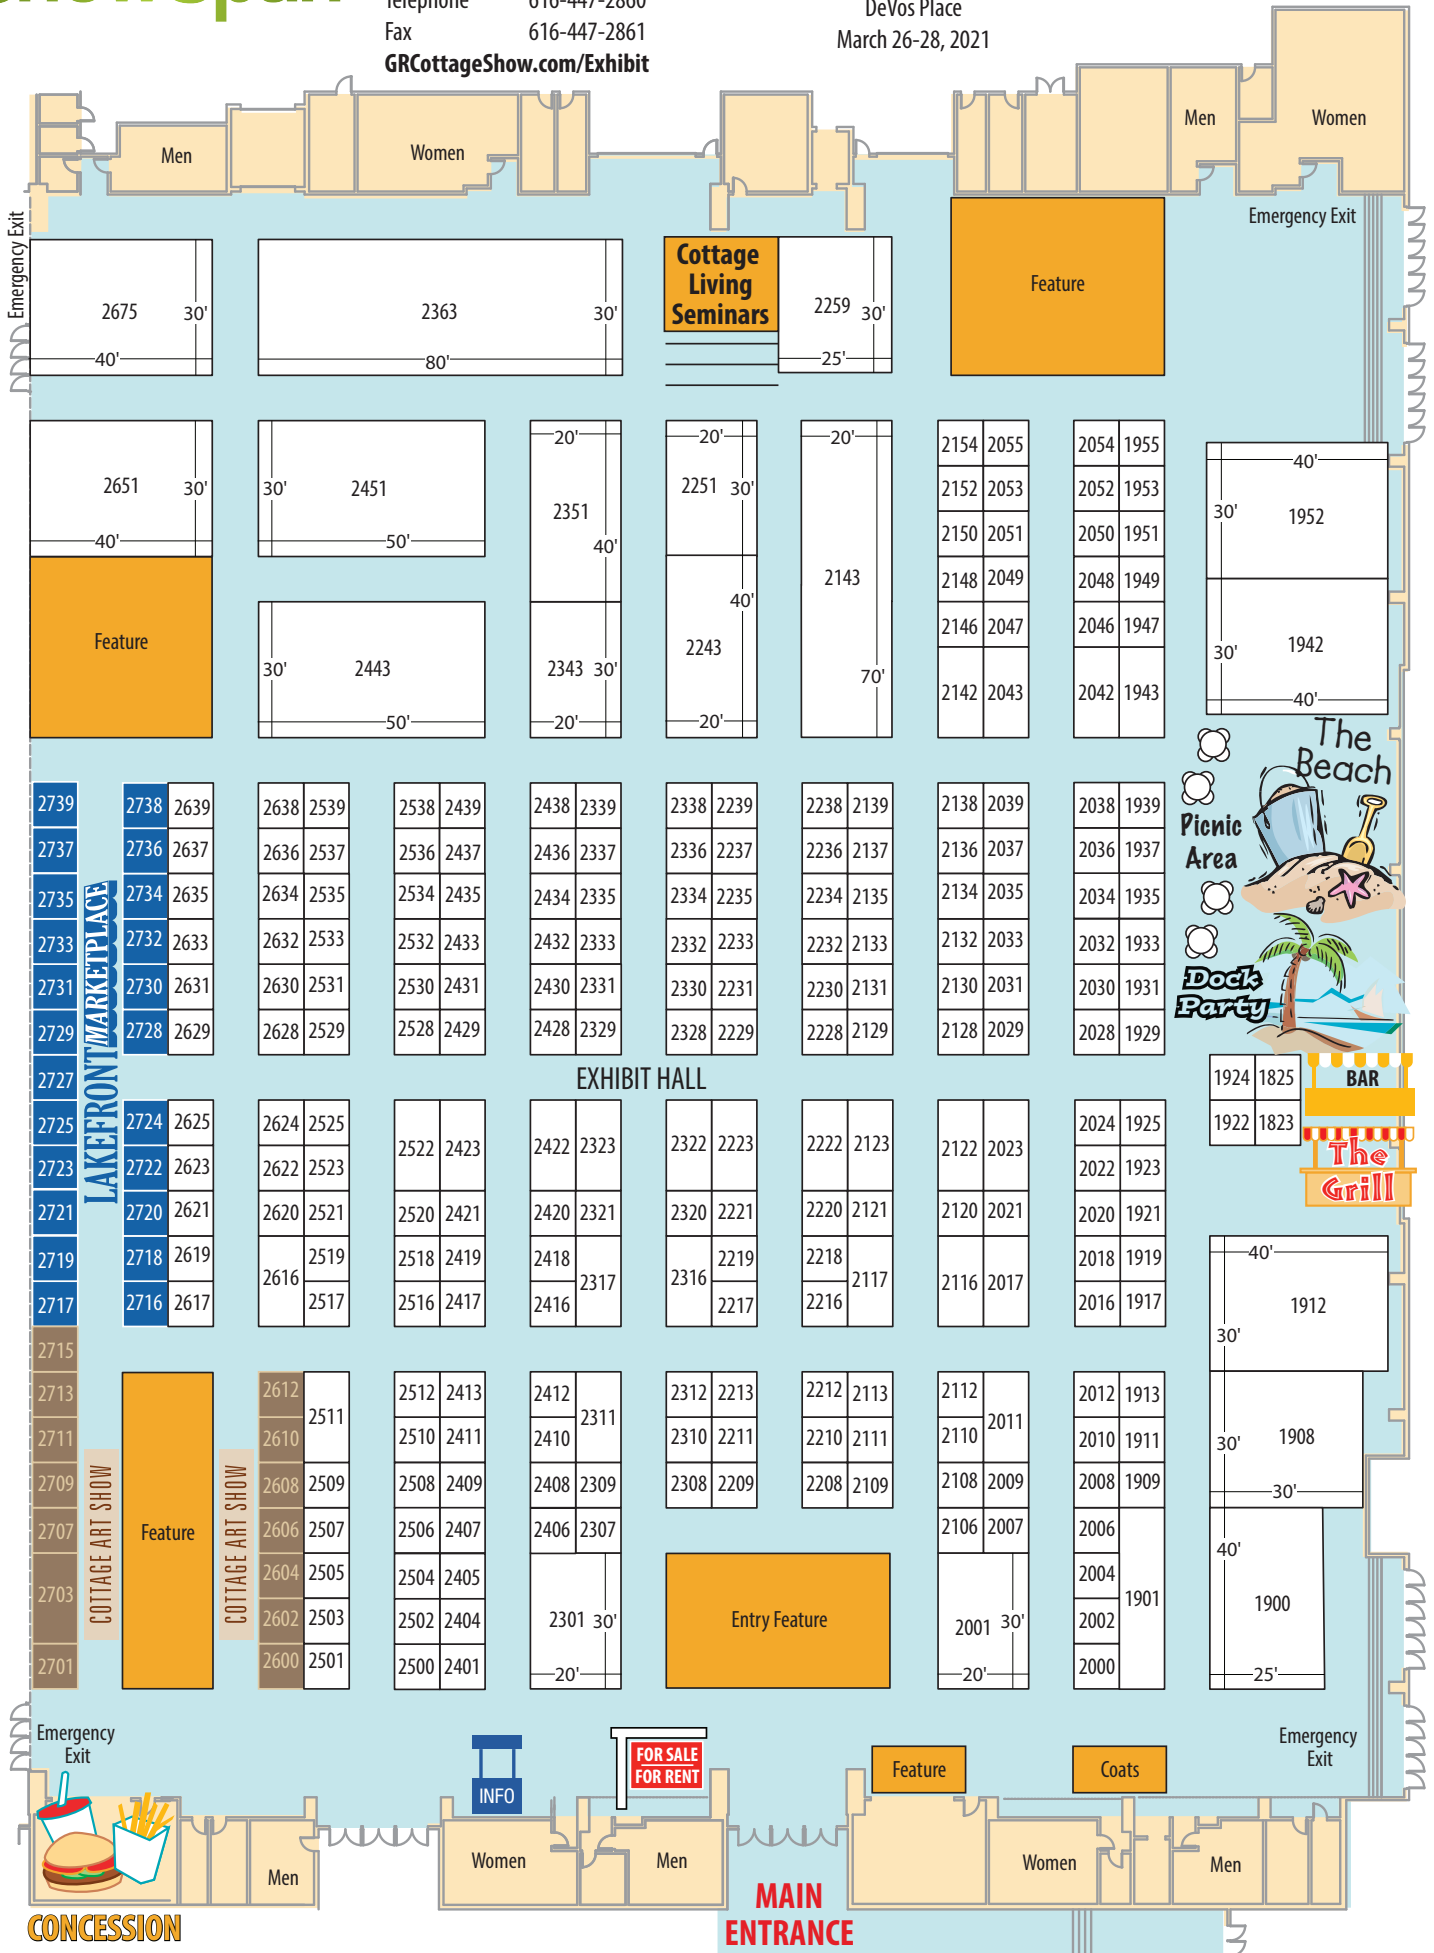 Telephone 616-447-2860
Fax 616-447-2861
GRCottageShow.com/Exhibit
DeVos Place
March 26-28, 2021
Men
Women
Men
Women
Emergency Exit
Emergency Exit
2675 30' 40'
2363 30' 80'
Cottage
Living
Seminars
2259 30' 25'
Feature
2651 30' 40'
30' 2451 50'
20' 2351 40'
20' 2251 30'
20' 2143 70'
2154 2055 2054 1955
2152 2053 2052 1953
2150 2051 2050 1951
2148 2049 2048 1949
2146 2047 2046 1947
2142 2043 2042 1943
40' 30' 1952
30' 1942 40'
Feature
30' 2443 50'
2343 30' 20'
40' 2243 20'
The
Beach
Picnic
Area
Dock
Party
2739 2738 2639 2638 2539 2538 2439 2438 2339 2338 2239 2238 2139 2138 2039 2038 1939
2737 2736 2637 2636 2537 2536 2437 2436 2337 2336 2237 2236 2137 2136 2037 2036 1937
2735 2734 2635 2634 2535 2534 2435 2434 2335 2334 2235 2234 2135 2134 2035 2034 1935
2733 2732 2633 2632 2533 2532 2433 2432 2333 2332 2233 2232 2133 2132 2033 2032 1933
2731 2730 2631 2630 2531 2530 2431 2430 2331 2330 2231 2230 2131 2130 2031 2030 1931
2729 2728 2629 2628 2529 2528 2429 2428 2329 2328 2229 2228 2129 2128 2029 2028 1929
LAKEFRONT MARKETPLACE
2727
EXHIBIT HALL
1924 1825
1922 1823
BAR
The
Grill
2725 2724 2625 2624 2525 2522 2423 2422 2323 2322 2223 2222 2123 2122 2023 2024 1925
2723 2722 2623 2622 2523 2022 1923
2721 2720 2621 2620 2521 2520 2421 2420 2321 2320 2221 2220 2121 2120 2021 2020 1921
2719 2718 2619 2616 2519 2518 2419 2418 2317 2316 2219 2218 2117 2116 2017 2018 1919
2717 2716 2617 2517 2516 2417 2416 2217 2216 2016 1917
40' 1912 30'
2715
2713 2612 2511 2512 2413 2412 2311 2312 2213 2212 2113 2112 2011 2012 1913
2711 2610 2510 2411 2410 2310 2211 2210 2111 2110 2010 1911
30' 1908 30'
2709 2608 2509 2508 2409 2408 2309 2308 2209 2208 2109 2108 2009 2008 1909
2707 2606 2507 2506 2407 2406 2307 2106 2007 2006
COTTAGE ART SHOW
Feature
COTTAGE ART SHOW
2703 2604 2505 2504 2405 2004 1901
2602 2503 2502 2404 2002
2701 2600 2501 2500 2401 2000
2301 30' 20'
Entry Feature
2001 30' 20'
40' 1900 25'
Emergency
Exit
INFO
FOR SALE
FOR RENT
Feature
Coats
Emergency
Exit
Men
Women
Men
Women
Men
CONCESSION
MAIN
ENTRANCE